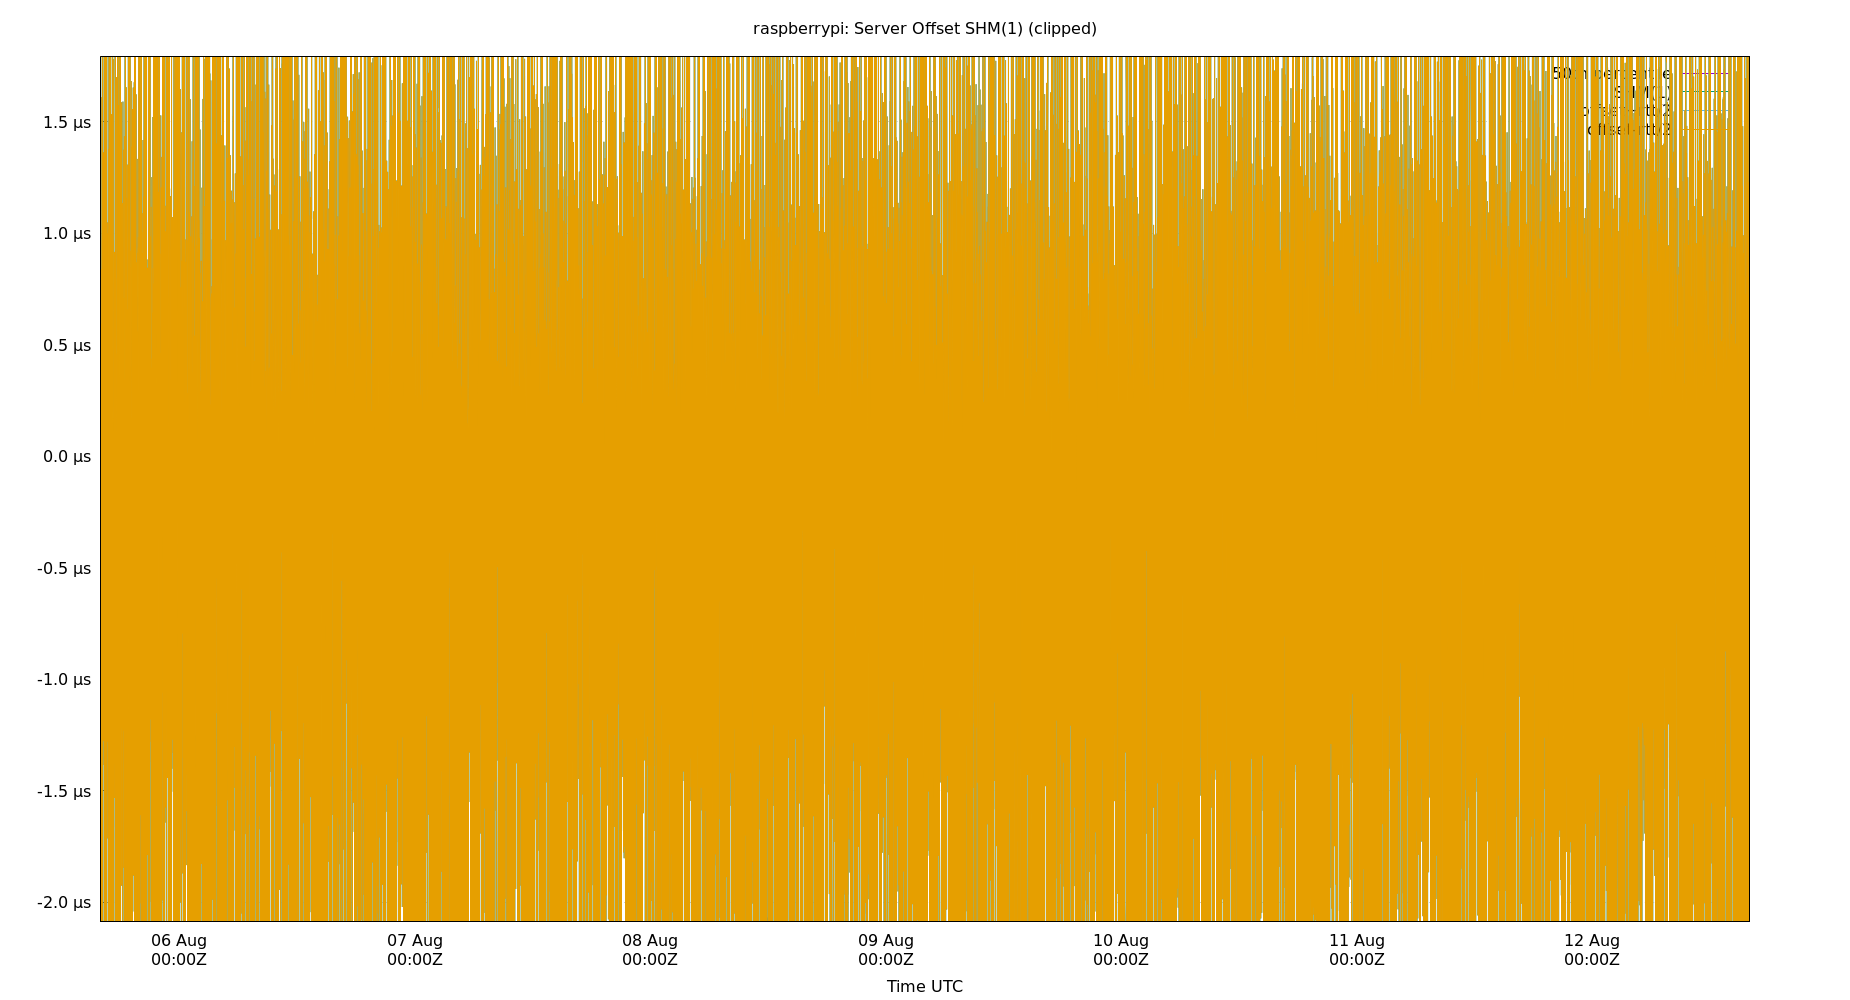 raspberrypi: Server Offset SHM(1) (clipped)
1.5 µs
1.0 µs
0.5 µs
0.0 µs
-0.5 µs
-1.0 µs
-1.5 µs
-2.0 µs
06 Aug 07 Aug 08 Aug 09 Aug 10 Aug 11 Aug 12 Aug
00:00Z 00:00Z 00:00Z 00:00Z 00:00Z 00:00Z 00:00Z
Time UTC